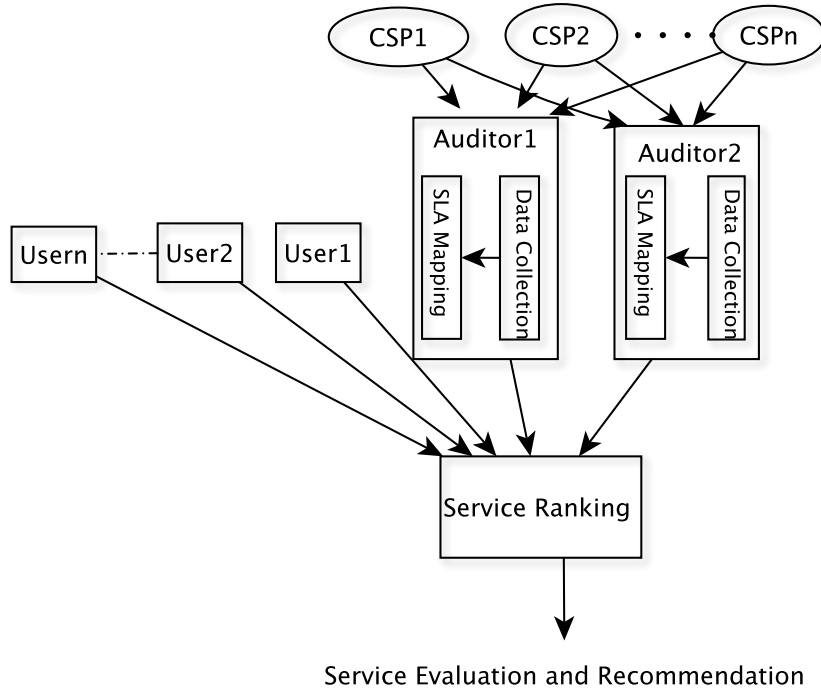 CSP1
CSP2
. . . .
CSPn
Auditor1
Auditor2
SLA Mapping
Data Collection
SLA Mapping
Data Collection
Usern
User2
User1
Service Ranking
Service Evaluation and Recommendation